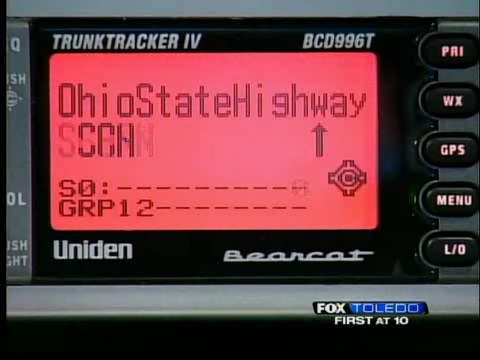 TRUNKTRACKER IV BCD996T
PRI
OhioStateHighway
WX
GPS
S0:----------
MENU
GRP12--------
Uniden Bearcat
L/O
FOX TOLEDO
FIRST AT 10